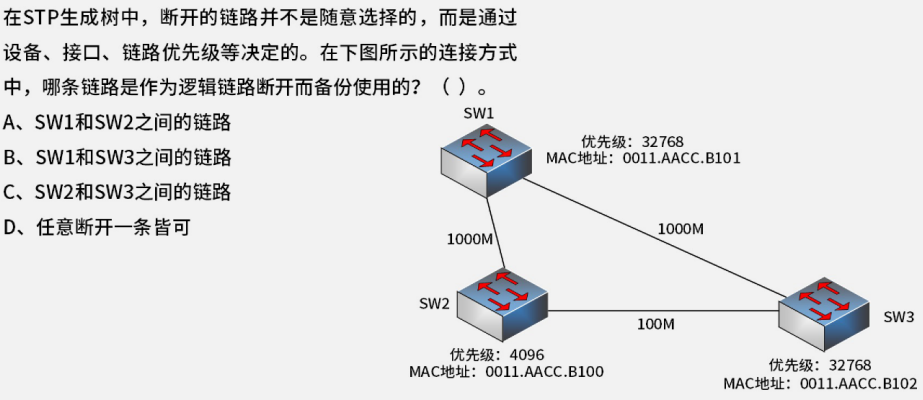 在STP生成树中，断开的链路并不是随意选择的，而是通过
设备、接口、链路优先级等决定的。在下图所示的连接方式
中，哪条链路是作为逻辑链路断开而备份使用的？（ ）。
A、SW1和SW2之间的链路
B、SW1和SW3之间的链路
C、SW2和SW3之间的链路
D、任意断开一条皆可
SW1
优先级：32768
MAC地址：0011.AACC.B101
1000M
1000M
SW2
100M
SW3
优先级：4096
MAC地址：0011.AACC.B100
优先级：32768
MAC地址：0011.AACC.B102